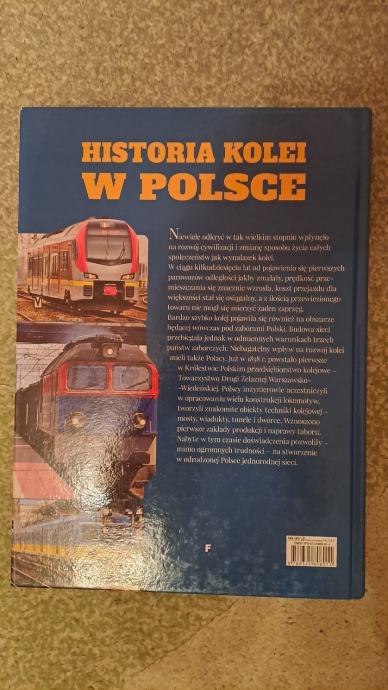 HISTORIA KOLEI
W POLSCE
Niewiele odkryć w tak wielkim stopniu wpłynęło
na rozwój cywilizacji i zmianę sposobu życia całych
społeczeństw jak wynalazek kolei.
W ciągu kilkudziesięciu lat od pojawienia się pierwszych
parowozów odległości jakby zmalały, prędkość prze-
mieszczania się znacznie wzrosła, koszt przejazdu dla
większości stał się osiągalny, a z ilością przewiezionego
towaru nie mógł się mierzyć żaden zaprzęg.
Bardzo szybko kolej pojawiła się również na obszarze
będącej wówczas pod zaborami Polski. Budowa sieci
przebiegała jednak w odmiennych warunkach trzech
państw zaborczych. Niebagatelny wpływ na rozwój kolei
mieli także Polacy. Już w 1838 r. powstało pierwsze
w Królestwie Polskim przedsiębiorstwo kolejowe –
Towarzystwo Drogi Żelaznej Warszawsko-
-Wiedeńskiej. Polscy inżynierowie uczestniczyli
w opracowaniu wielu konstrukcji lokomotyw,
tworzyli znakomite obiekty techniki kolejowej –
mosty, wiadukty, tunele i dworce. Wznoszono
pierwsze zakłady produkcji i naprawy taboru.
Nabyte w tym czasie doświadczenia pozwoliły –
mimo ogromnych trudności – na stworzenie
w odrodzonej Polsce jednorodnej sieci.
F